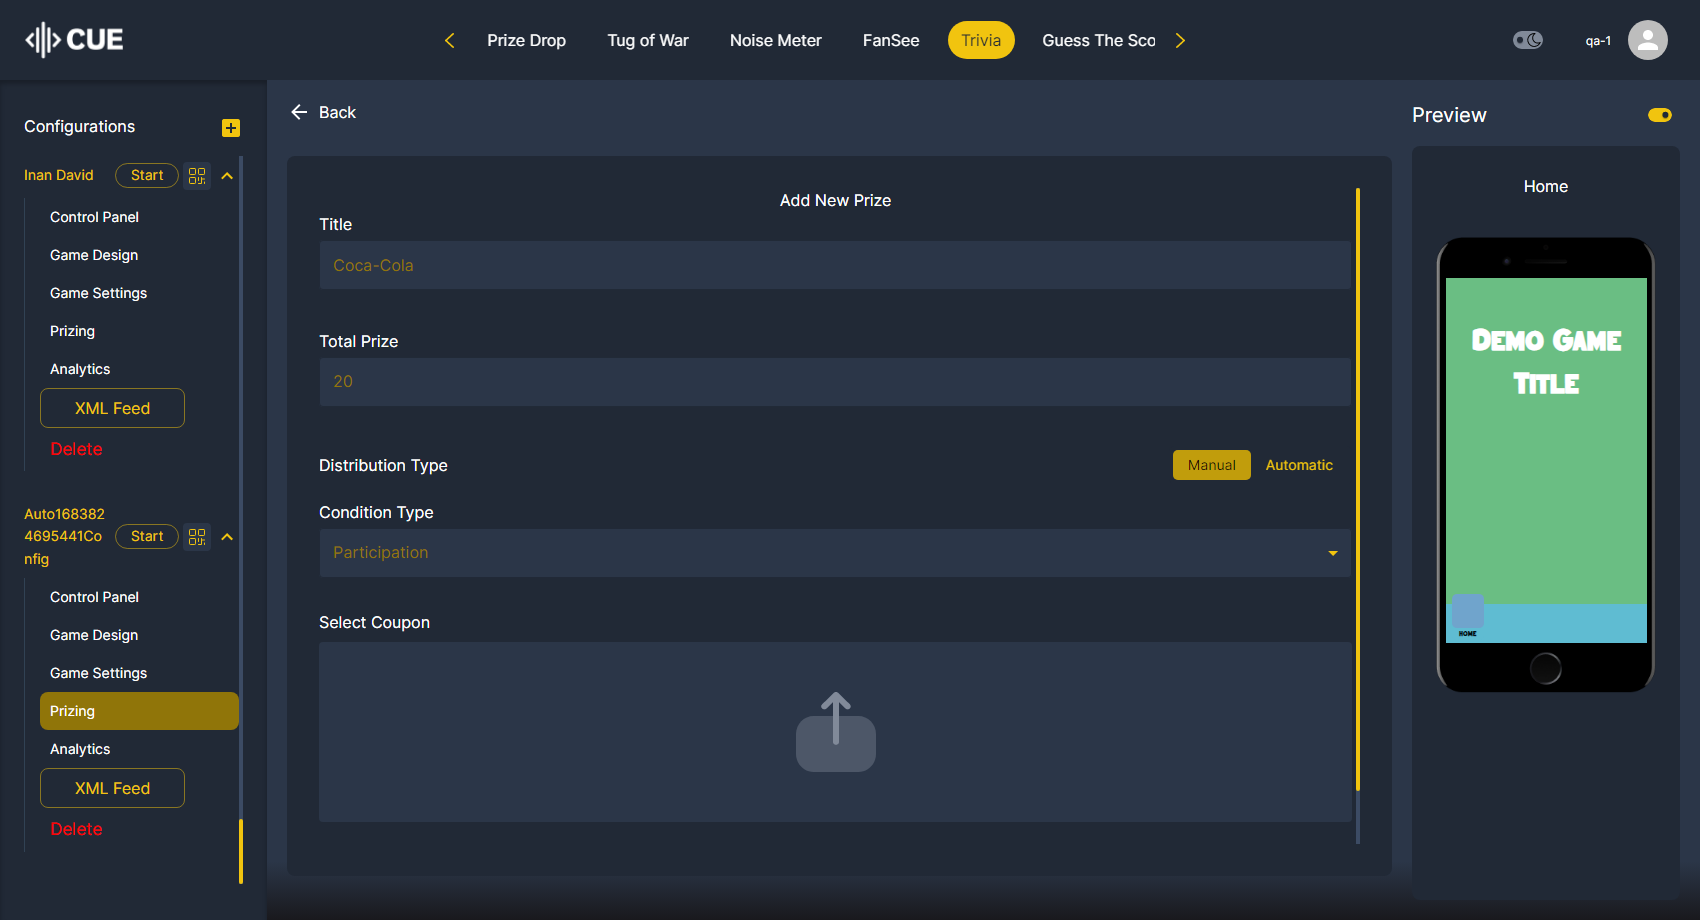 CUE
Prize Drop
Tug of War
Noise Meter
FanSee
Trivia
Guess The Sco
qa-1
Configurations
Inan David
Start
Control Panel
Game Design
Game Settings
Prizing
Analytics
XML Feed
Delete
Auto168382
4695441Co
nfig
Start
Control Panel
Game Design
Game Settings
Prizing
Analytics
XML Feed
Delete
Back
Add New Prize
Title
Coca-Cola
Total Prize
20
Distribution Type
Manual
Automatic
Condition Type
Participation
Select Coupon
Preview
Home
Demo Game
Title
HOME